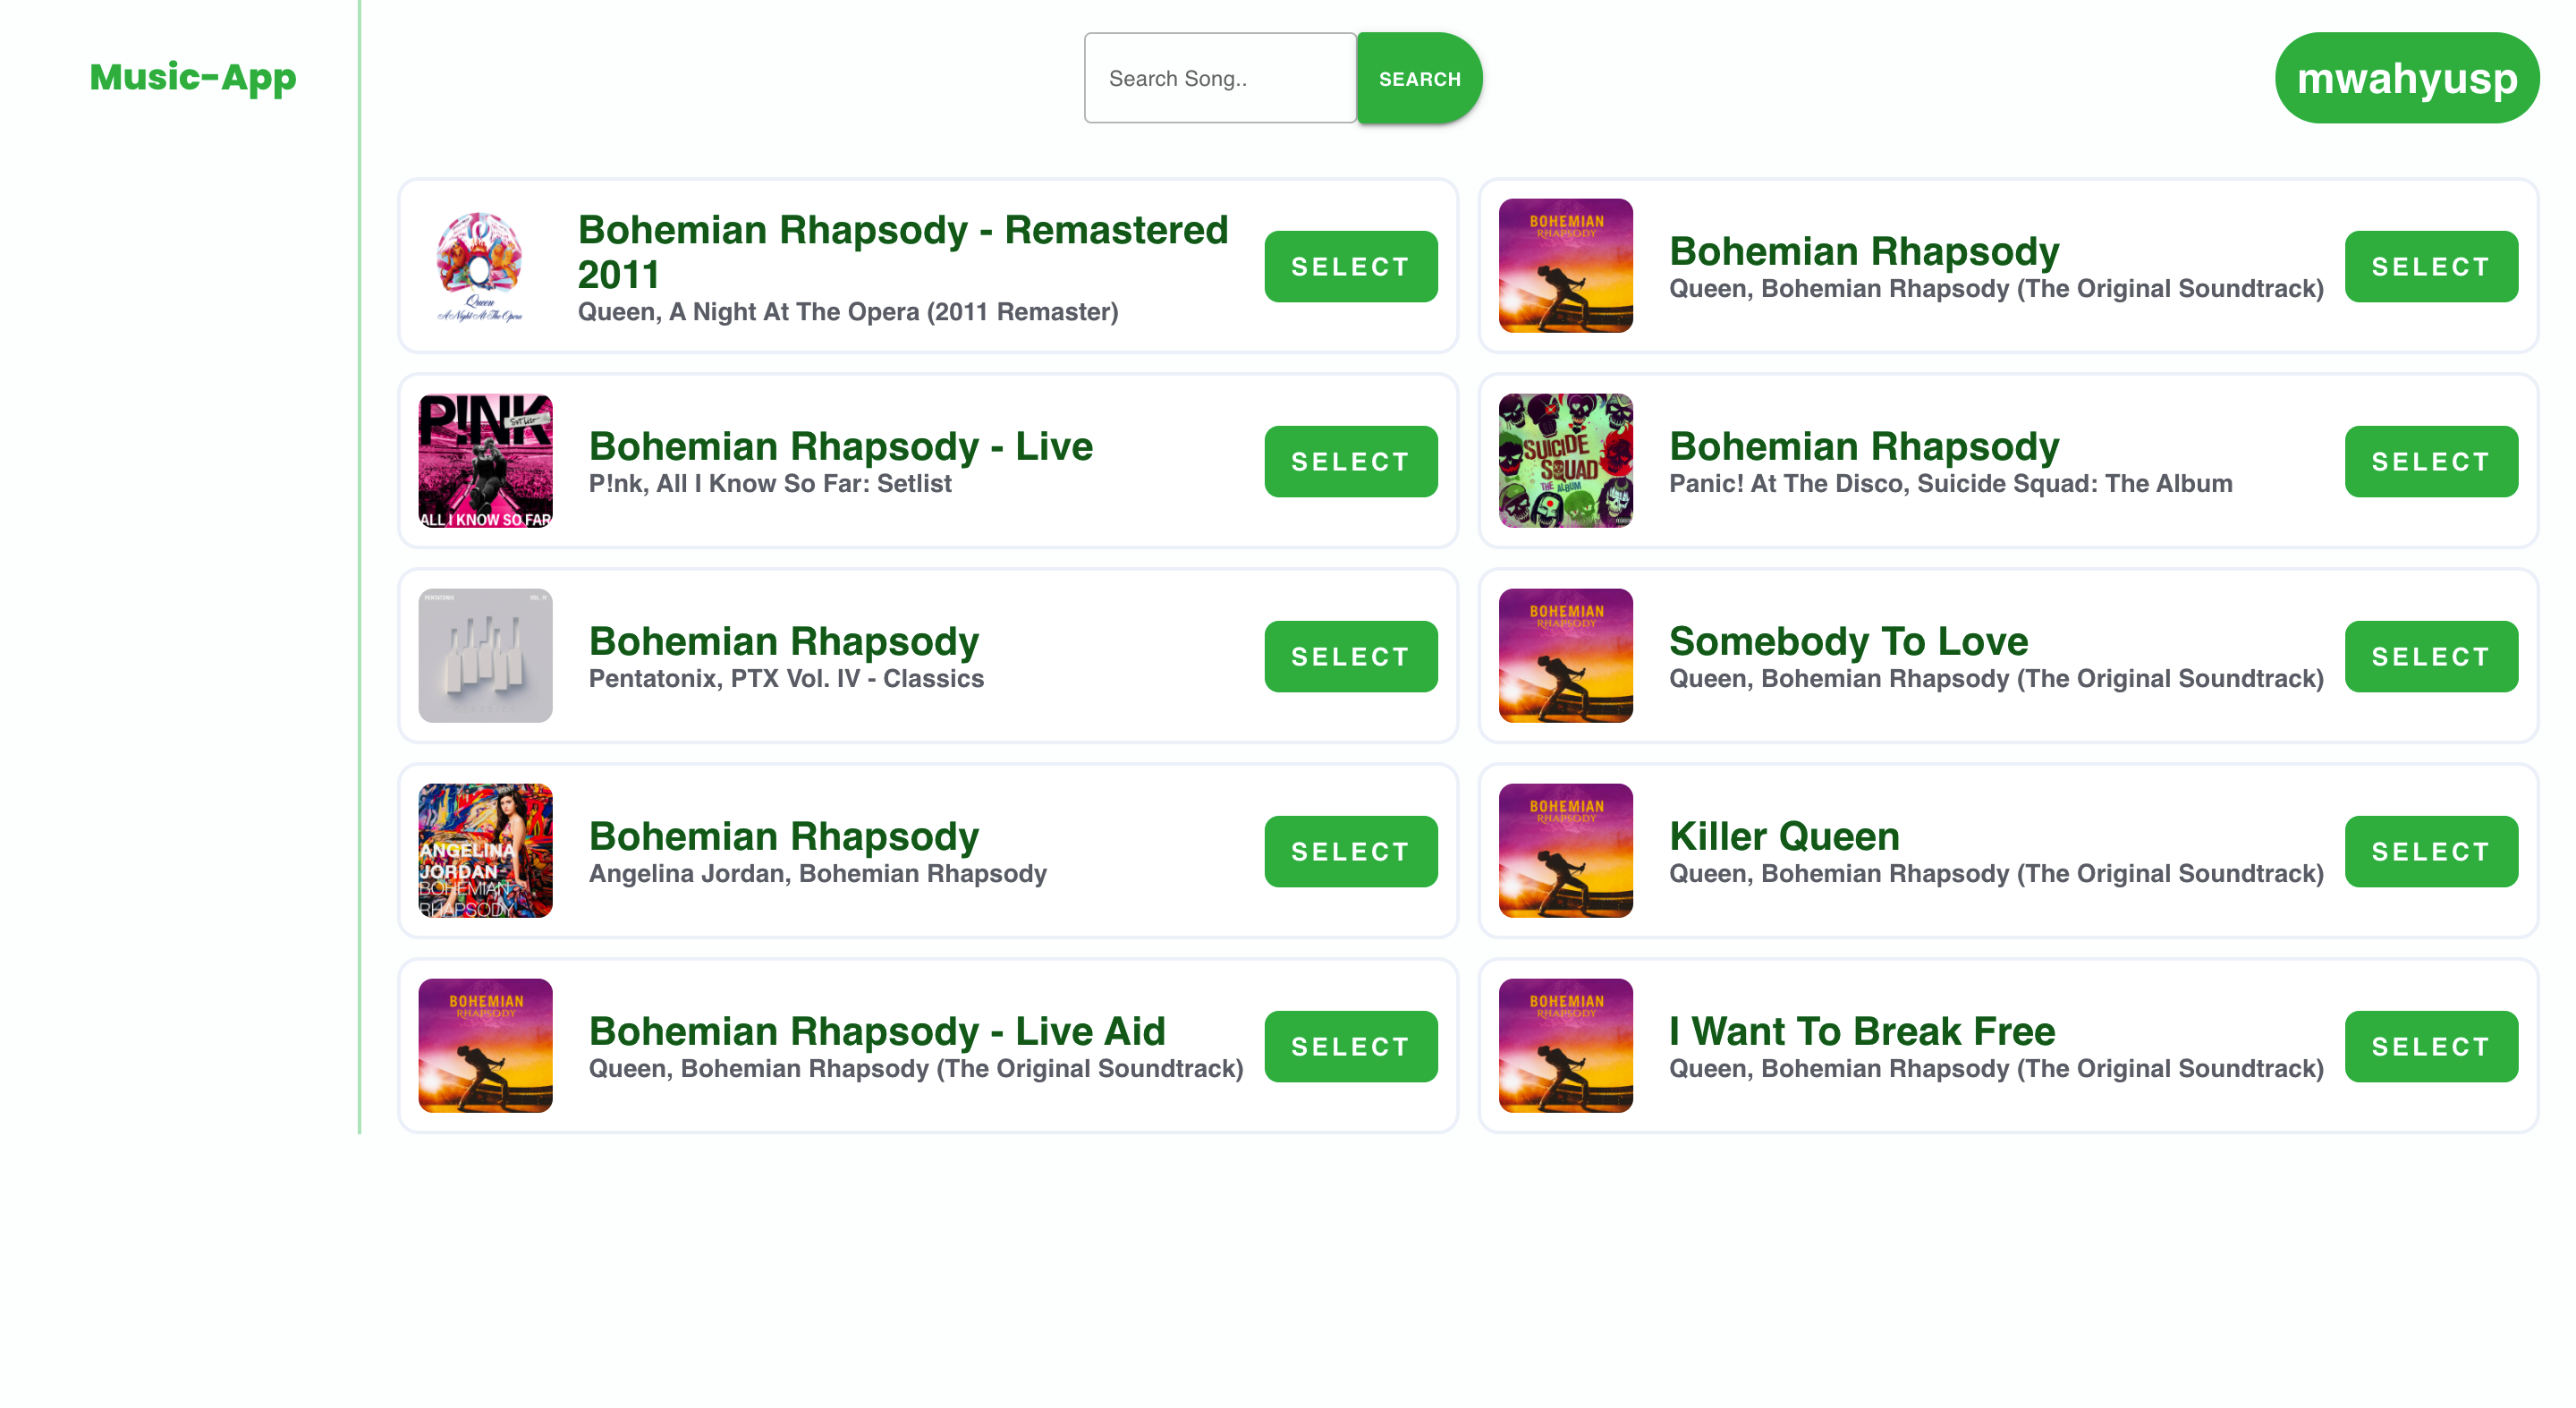 Music-App
Search Song..
SEARCH
mwahyusp
Queen
A Night At The Opera
Bohemian Rhapsody - Remastered
2011
Queen, A Night At The Opera (2011 Remaster)
SELECT
BOHEMIAN
RHAPSODY
Bohemian Rhapsody
Queen, Bohemian Rhapsody (The Original Soundtrack)
SELECT
P!NK
Set List
ALL I KNOW SO FAR
Bohemian Rhapsody - Live
P!nk, All I Know So Far: Setlist
SELECT
SUICIDE
SQUAD
THE ALBUM
Bohemian Rhapsody
Panic! At The Disco, Suicide Squad: The Album
SELECT
PENTATONIX
VOL. IV
CLASSICS
Bohemian Rhapsody
Pentatonix, PTX Vol. IV - Classics
SELECT
BOHEMIAN
RHAPSODY
Somebody To Love
Queen, Bohemian Rhapsody (The Original Soundtrack)
SELECT
ANGELINA
JORDAN
BOHEMIAN
RHAPSODY
Bohemian Rhapsody
Angelina Jordan, Bohemian Rhapsody
SELECT
BOHEMIAN
RHAPSODY
Killer Queen
Queen, Bohemian Rhapsody (The Original Soundtrack)
SELECT
BOHEMIAN
RHAPSODY
Bohemian Rhapsody - Live Aid
Queen, Bohemian Rhapsody (The Original Soundtrack)
SELECT
BOHEMIAN
RHAPSODY
I Want To Break Free
Queen, Bohemian Rhapsody (The Original Soundtrack)
SELECT